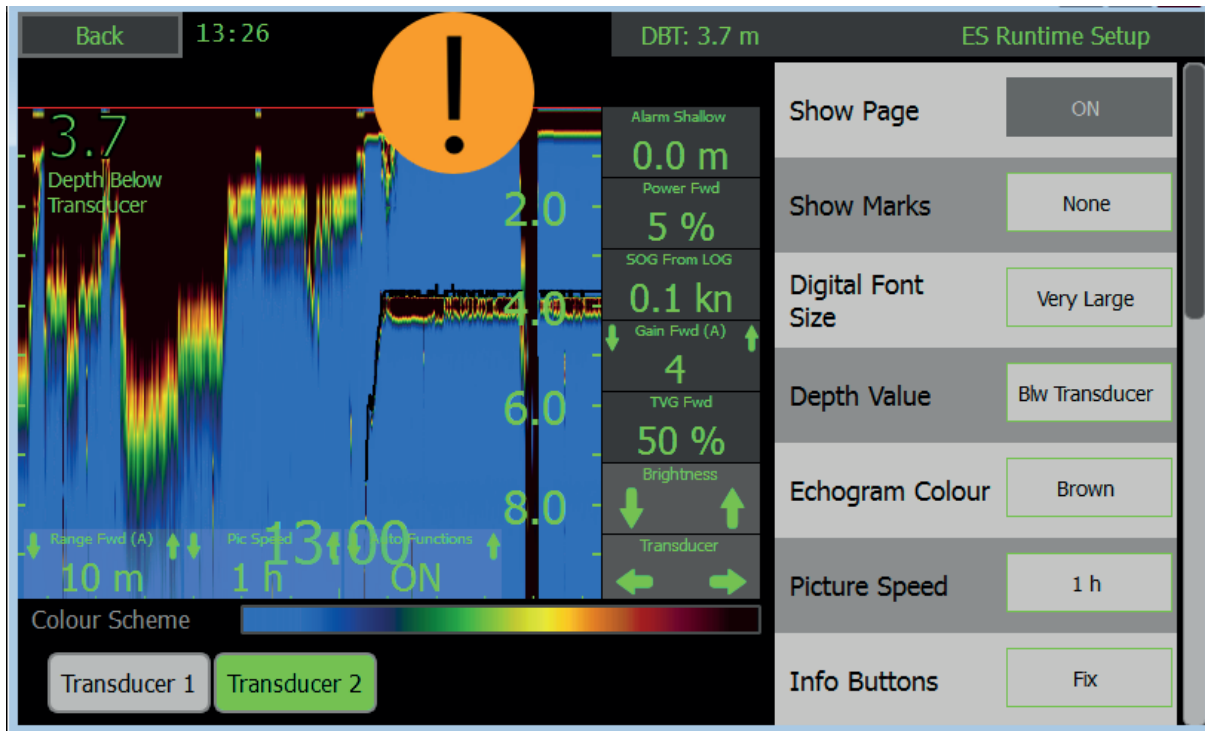 Back
13:26
DBT: 3.7 m
ES Runtime Setup
!
3.7
Depth Below
Transducer
2.0
4.0
6.0
8.0
13:00
Range Fwd (A)
10 m
Pic Speed
1 h
Auto Functions
ON
Alarm Shallow
0.0 m
Power Fwd
5 %
SOG From LOG
0.1 kn
Gain Fwd (A)
4
TVG Fwd
50 %
Brightness
Transducer
Colour Scheme
Transducer 1
Transducer 2
Show Page
ON
Show Marks
None
Digital Font
Size
Very Large
Depth Value
Blw Transducer
Echogram Colour
Brown
Picture Speed
1 h
Info Buttons
Fix